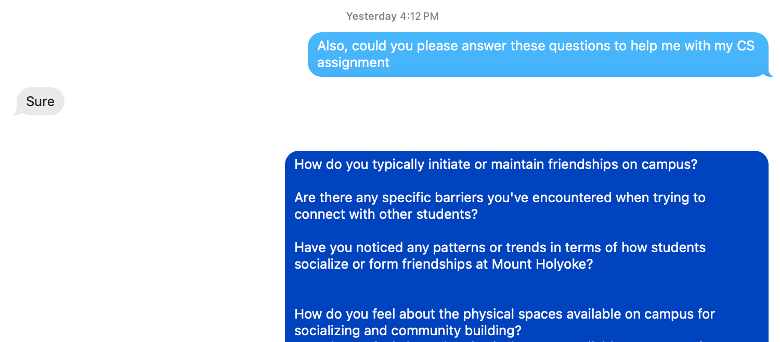 Yesterday 4:12 PM
Also, could you please answer these questions to help me with my CS
assignment
Sure
How do you typically initiate or maintain friendships on campus?
Are there any specific barriers you've encountered when trying to
connect with other students?
Have you noticed any patterns or trends in terms of how students
socialize or form friendships at Mount Holyoke?
How do you feel about the physical spaces available on campus for
socializing and community building?